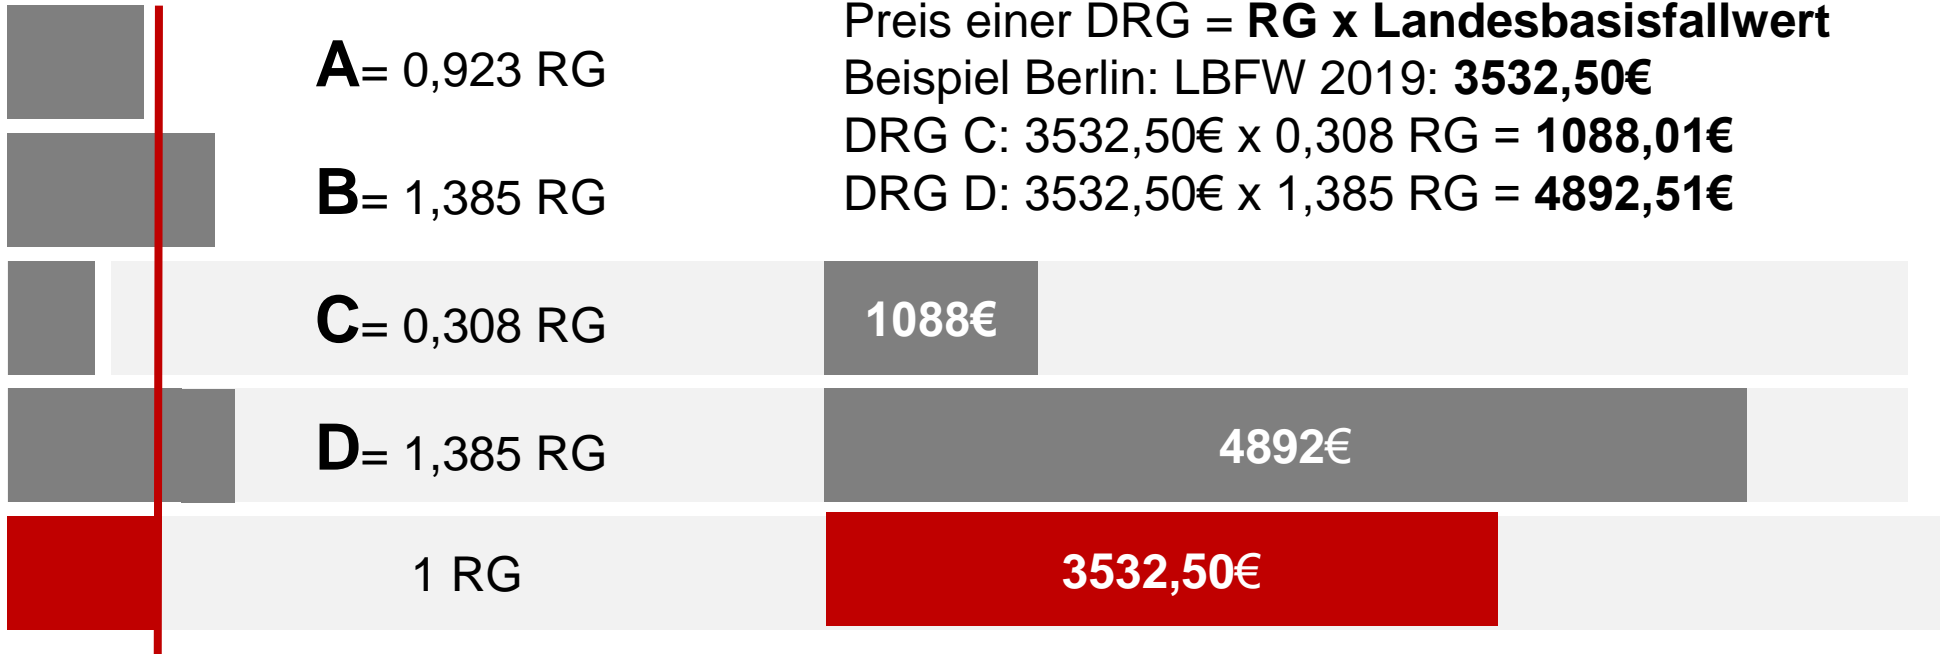 Preis einer DRG = RG x Landesbasisfallwert
Beispiel Berlin: LBFW 2019: 3532,50€
DRG C: 3532,50€ x 0,308 RG = 1088,01€
DRG D: 3532,50€ x 1,385 RG = 4892,51€
A= 0,923 RG
B= 1,385 RG
C= 0,308 RG 1088€
D= 1,385 RG 4892€
1 RG 3532,50€